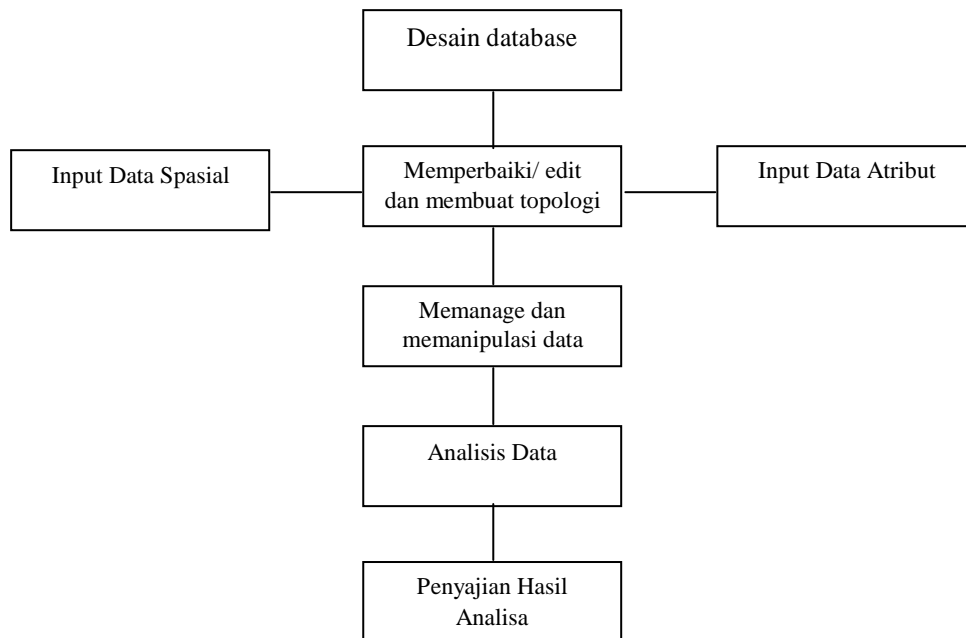 Desain database
Input Data Spasial
Memperbaiki/ edit
dan membuat topologi
Input Data Atribut
Memanage dan
memanipulasi data
Analisis Data
Penyajian Hasil
Analisa